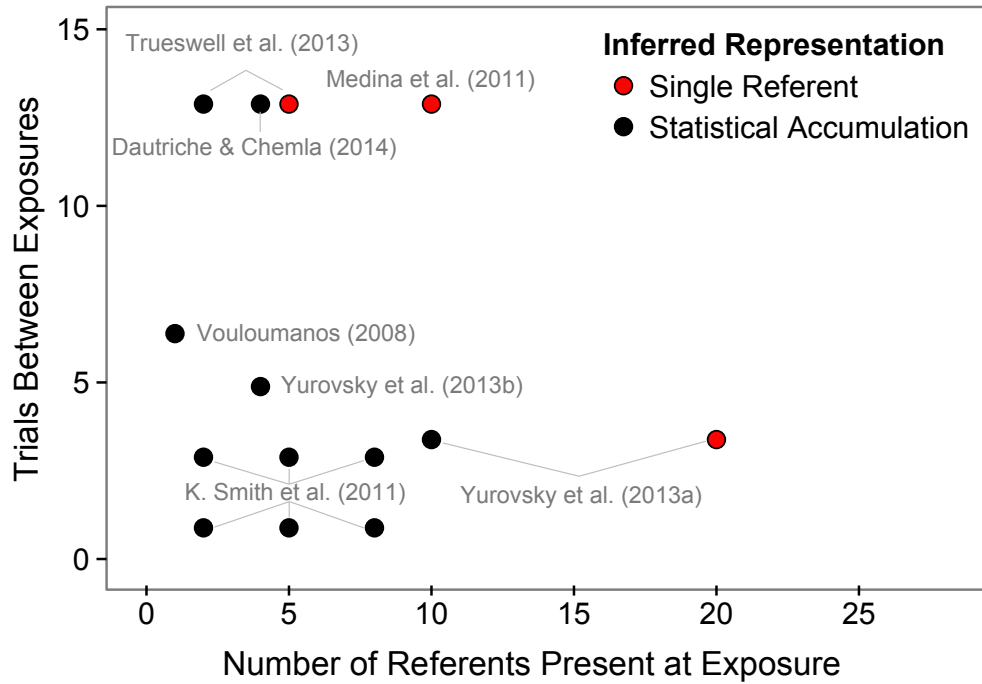 15
Trueswell et al. (2013)
Inferred Representation
Medina et al. (2011)
Single Referent
Statistical Accumulation
Dautriche & Chemla (2014)
Trials Between Exposures
10
Vouloumanos (2008)
5
Yurovsky et al. (2013b)
K. Smith et al. (2011)
Yurovsky et al. (2013a)
0
0 5 10 15 20 25
Number of Referents Present at Exposure